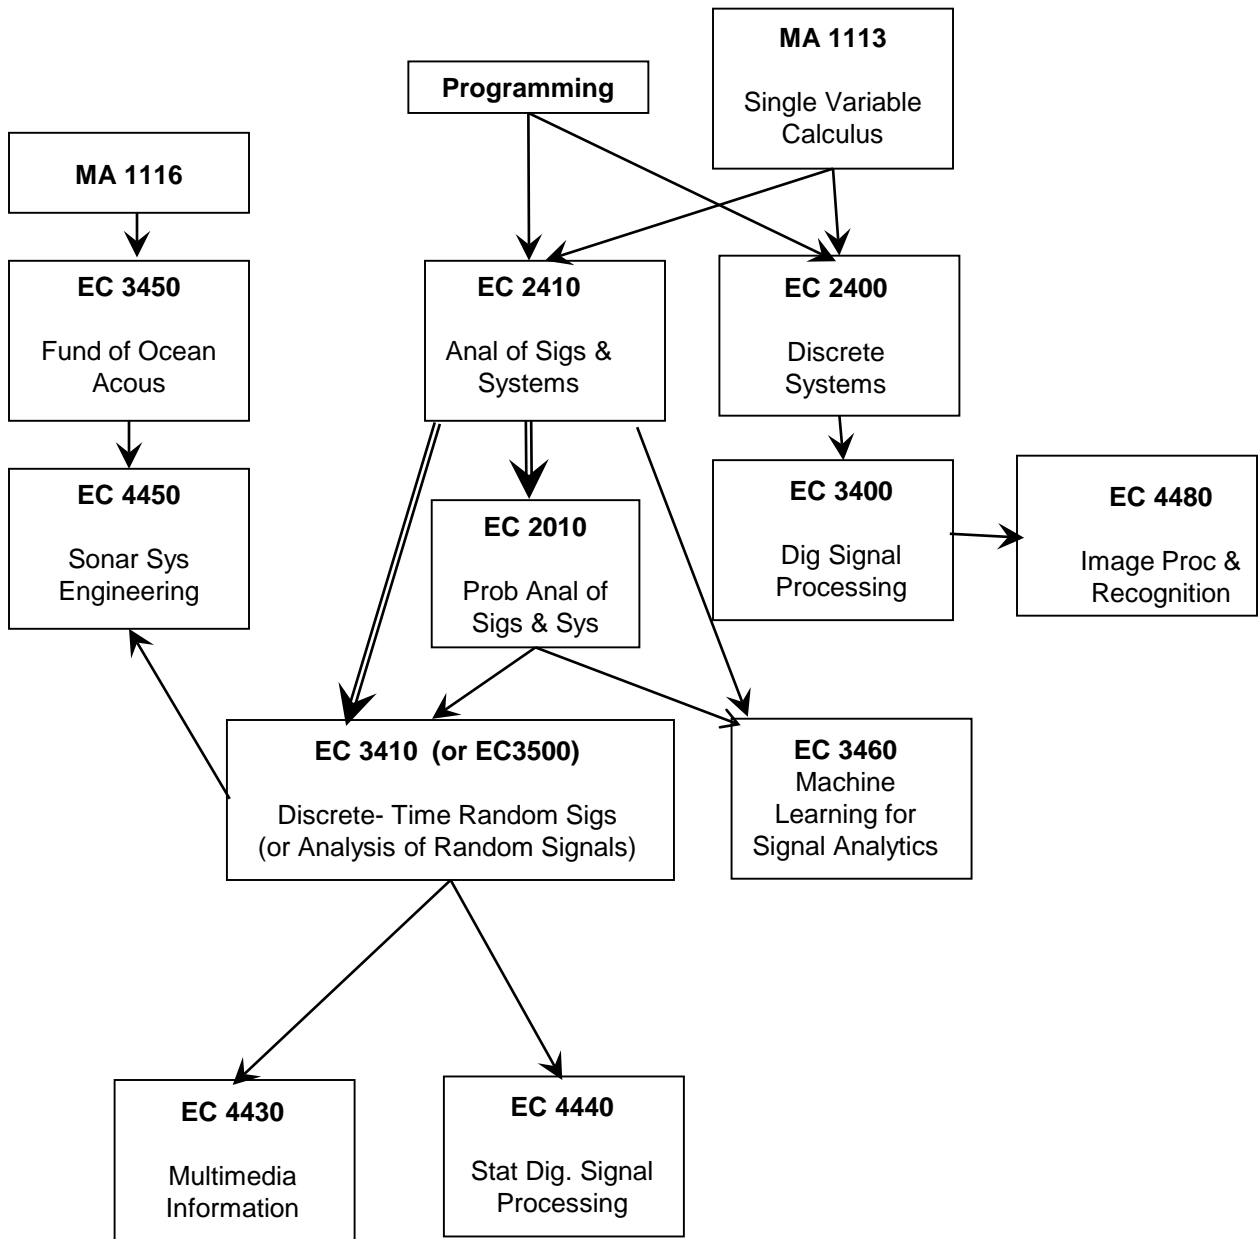 MA 1113
Single Variable
Calculus
Programming
MA 1116
EC 3450
Fund of Ocean
Acous
EC 2410
Anal of Sigs &
Systems
EC 2400
Discrete
Systems
EC 4450
Sonar Sys
Engineering
EC 2010
Prob Anal of
Sigs & Sys
EC 3400
Dig Signal
Processing
EC 4480
Image Proc &
Recognition
EC 3410 (or EC3500)
Discrete- Time Random Sigs
(or Analysis of Random Signals)
EC 3460
Machine
Learning for
Signal Analytics
EC 4430
Multimedia
Information
EC 4440
Stat Dig. Signal
Processing